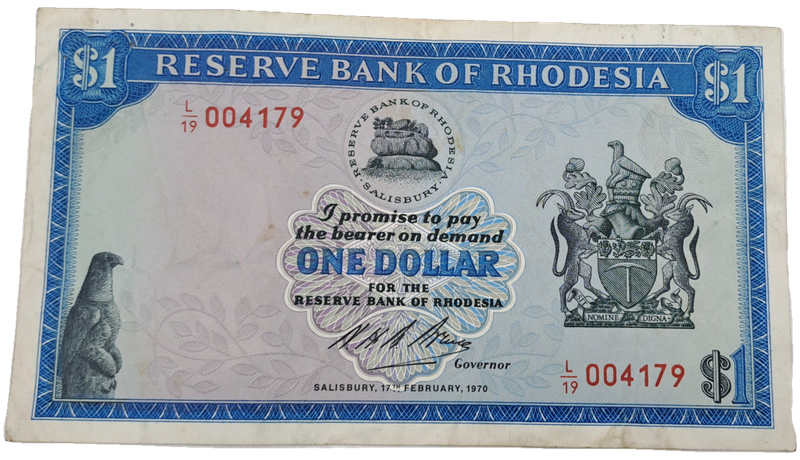 $1 RESERVE BANK OF RHODESIA $1
L/19 004179
RESERVE BANK OF RHODESIA · SALISBURY ·
I promise to pay
the bearer on demand
ONE DOLLAR
FOR THE
RESERVE BANK OF RHODESIA
Governor
SALISBURY, 17TH FEBRUARY, 1970
NOMINE DIGNA
L/19 004179 $1